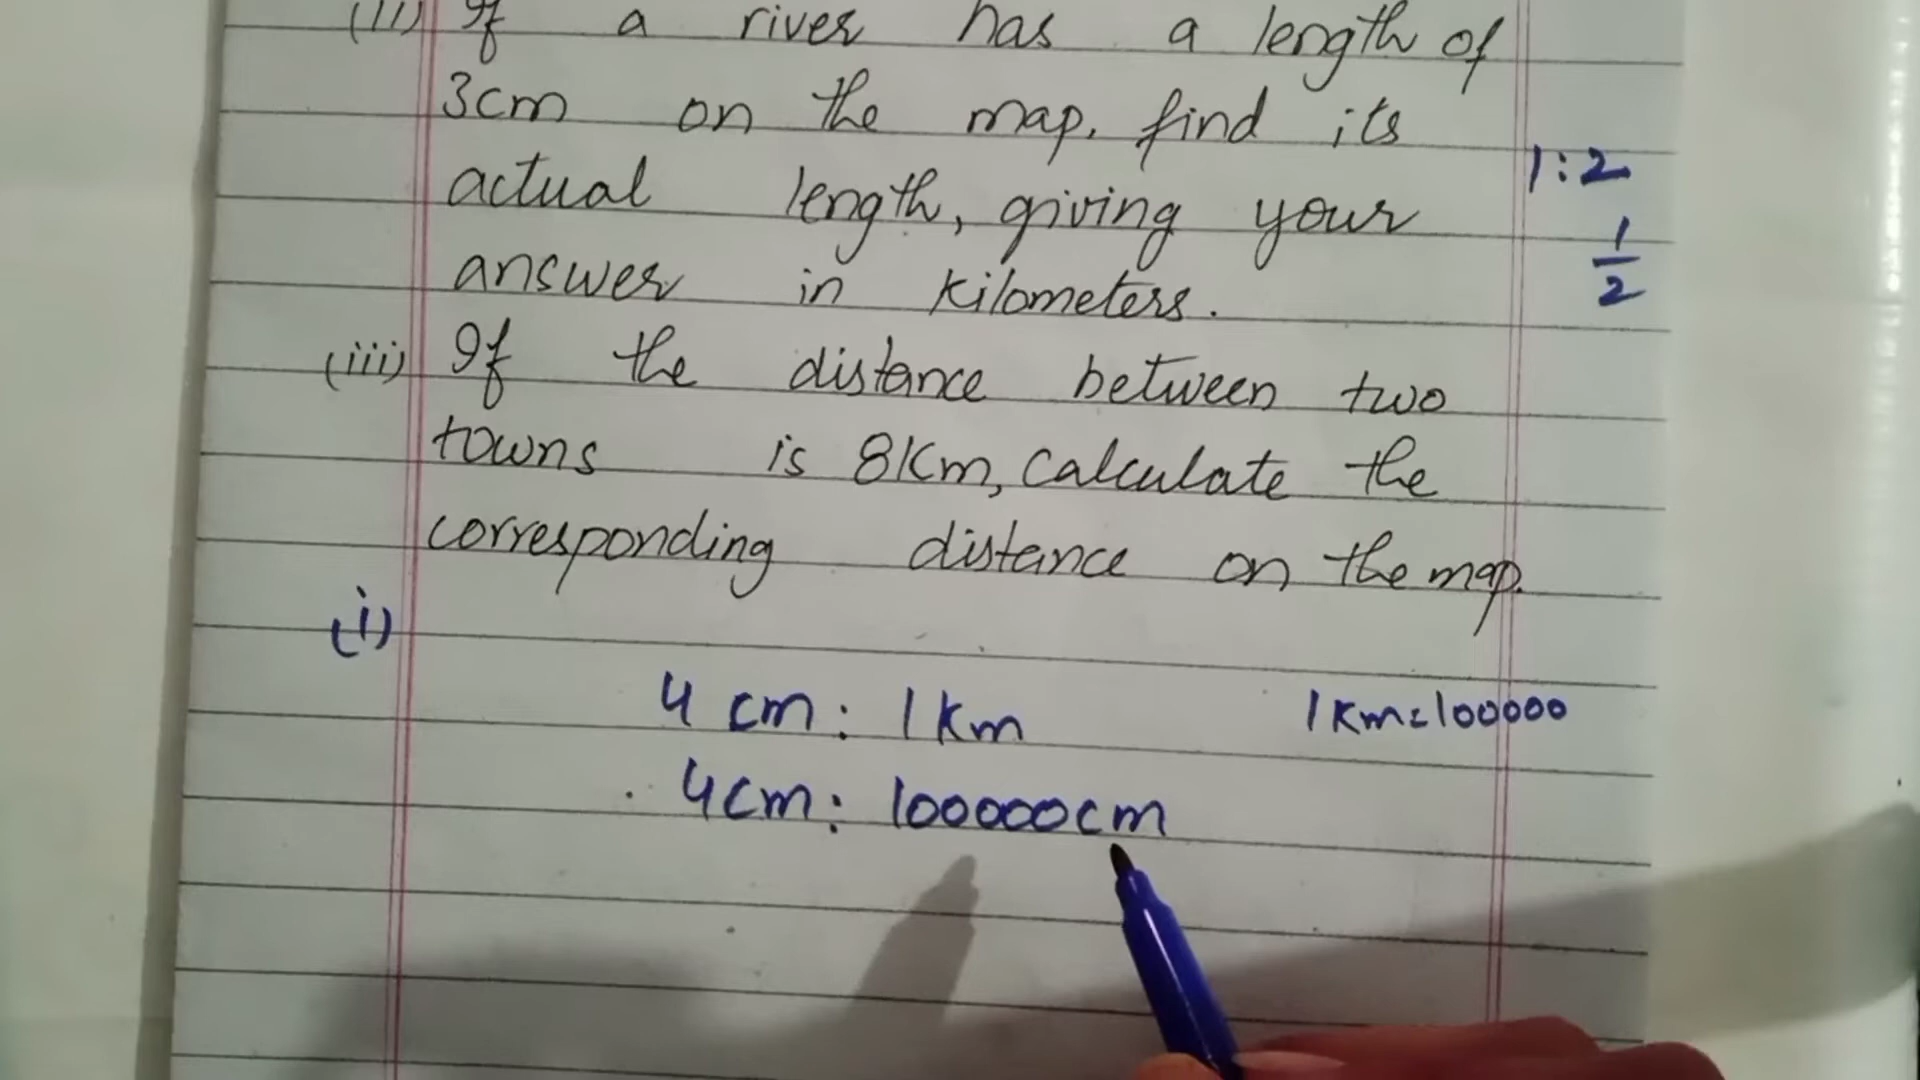 (ii) If a river has a length of
3cm on the map. find its
actual length, giving your
answer in kilometers.
1:2
1
2
(iii) If the distance between two
towns is 8Km, calculate the
corresponding distance on the map.
(i)
4 cm: 1 Km
1 Km=100000
4cm: 100000cm